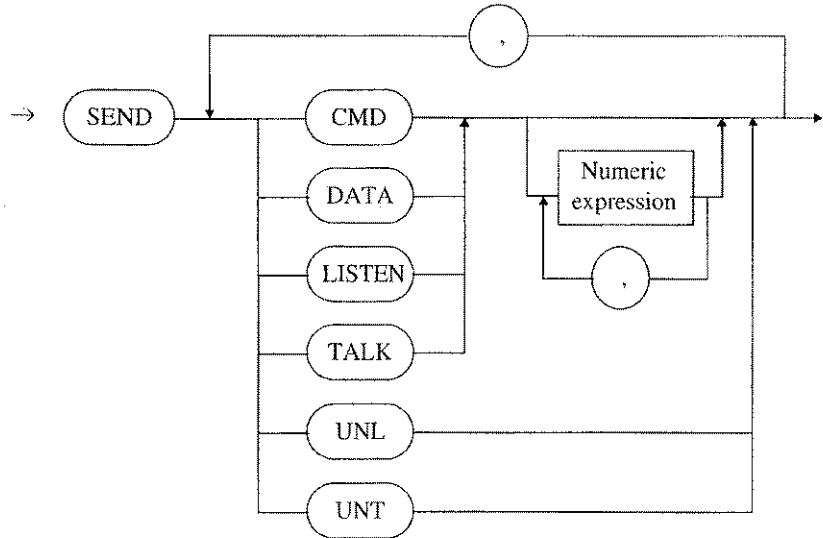 ,
→ SEND CMD
Numeric
expression
DATA
,
LISTEN
TALK
UNL
UNT